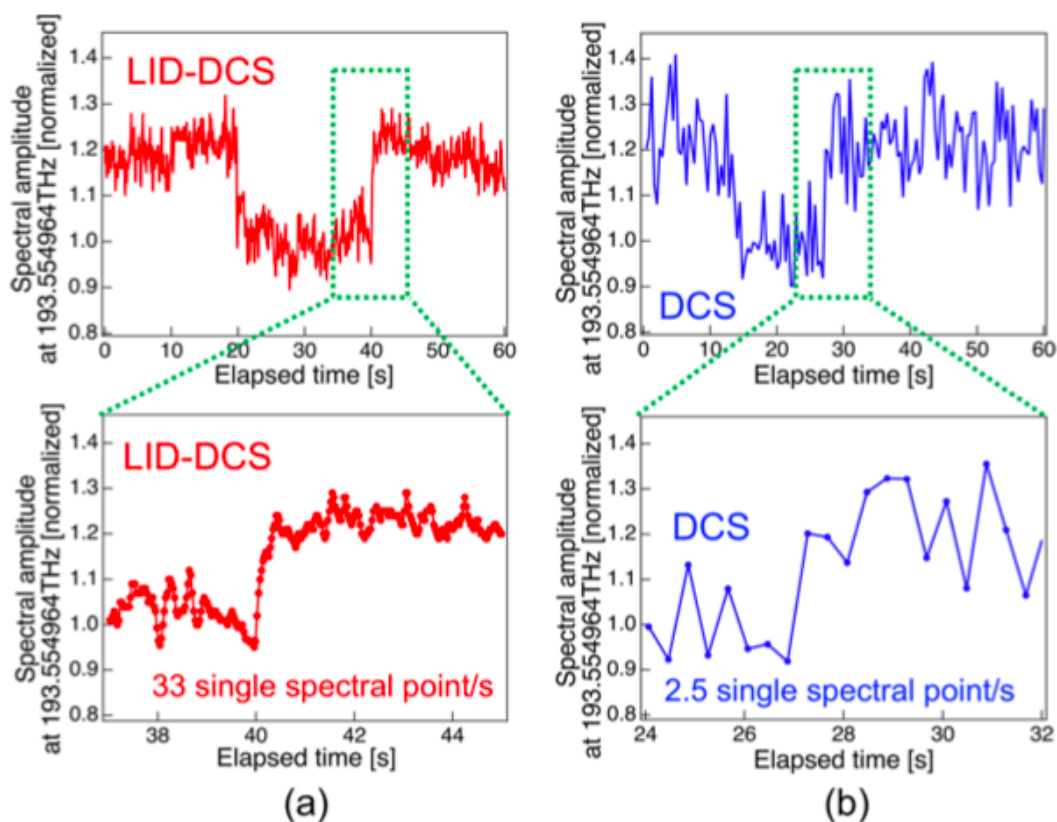 Spectral amplitude
at 193.554964THz [normalized]
1.4
1.3
1.2
1.1
1.0
0.9
0.8
LID-DCS
0
10
20
30
40
50
60
Elapsed time [s]
Spectral amplitude
at 193.554964THz [normalized]
1.4
1.3
1.2
1.1
1.0
0.9
0.8
DCS
0
10
20
30
40
50
60
Elapsed time [s]
Spectral amplitude
at 193.554964THz [normalized]
1.4
1.3
1.2
1.1
1.0
0.9
0.8
LID-DCS
33 single spectral point/s
38
40
42
44
Elapsed time [s]
(a)
Spectral amplitude
at 193.554964THz [normalized]
1.4
1.3
1.2
1.1
1.0
0.9
0.8
DCS
2.5 single spectral point/s
24
26
28
30
32
Elapsed time [s]
(b)